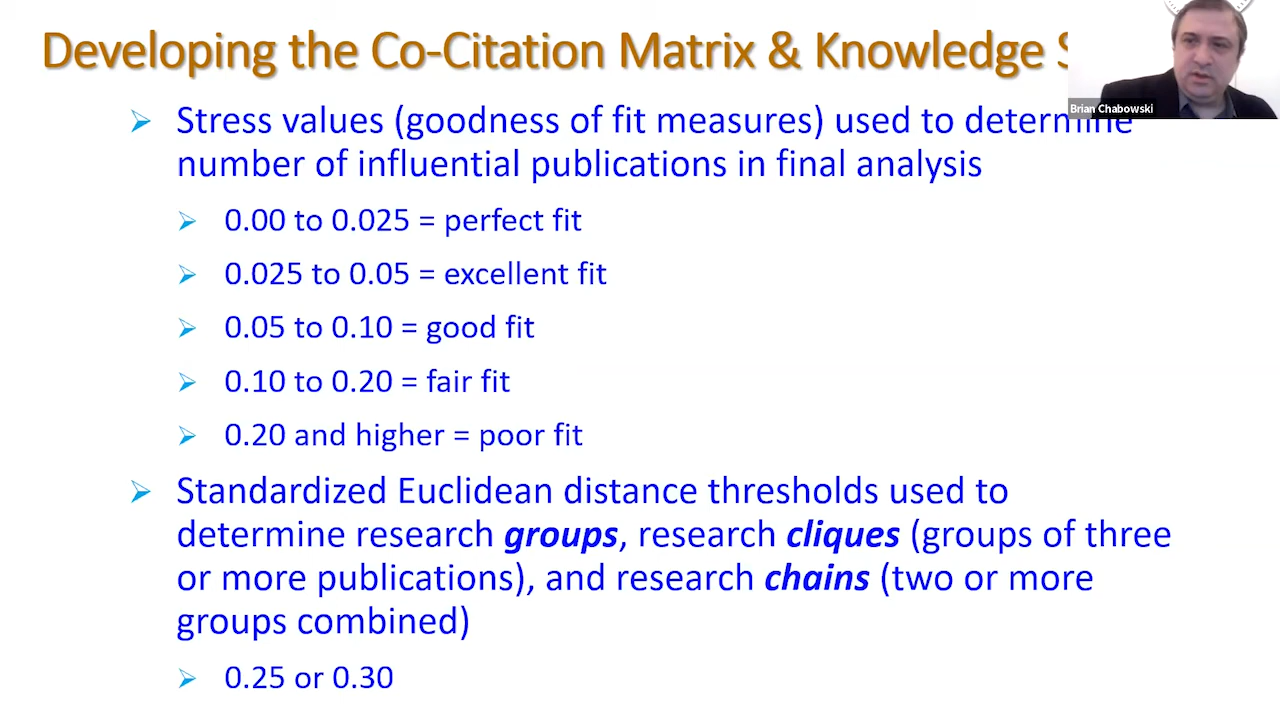 Developing the Co-Citation Matrix & Knowledge S
Brian Chabowski
➢ Stress values (goodness of fit measures) used to determine
number of influential publications in final analysis
➢ 0.00 to 0.025 = perfect fit
➢ 0.025 to 0.05 = excellent fit
➢ 0.05 to 0.10 = good fit
➢ 0.10 to 0.20 = fair fit
➢ 0.20 and higher = poor fit
➢ Standardized Euclidean distance thresholds used to
determine research groups, research cliques (groups of three
or more publications), and research chains (two or more
groups combined)
➢ 0.25 or 0.30